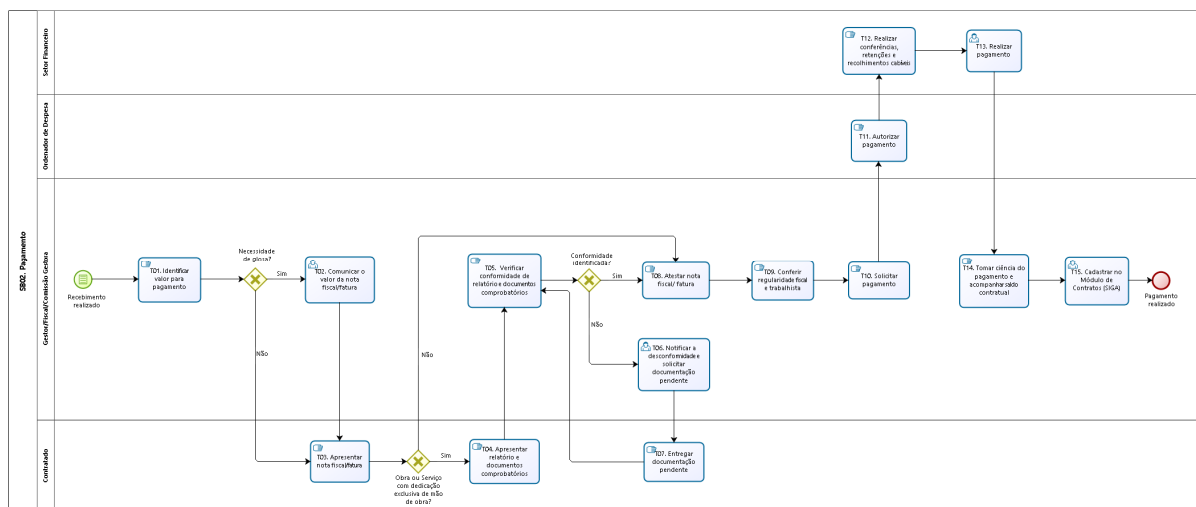 SB02. Pagamento
Setor Financeiro
T12. Realizar
conferências,
retenções e
recolhimentos cabíveis
T13. Realizar
pagamento
Ordenador de Despesa
T11. Autorizar
pagamento
Gestor/Fiscal/Comissão Gestora
Recebimento
realizado
T01. Identificar
valor para
pagamento
Necessidade
de glosa?
Sim
Não
T02. Comunicar o
valor da nota
fiscal/fatura
Não
T05. Verificar
conformidade de
relatório e documentos
comprobatórios
Conformidade
identificada?
Sim
Não
T06. Notificar a
desconformidade e
solicitar
documentação
pendente
T08. Atestar nota
fiscal/ fatura
T09. Conferir
regularidade fiscal
e trabalhista
T10. Solicitar
pagamento
T14. Tomar ciência do
pagamento e
acompanhar saldo
contratual
T15. Cadastrar no
Módulo de
Contratos (SIGA)
Pagamento
realizado
Contratado
T03. Apresentar
nota fiscal/fatura
Obra ou Serviço
com dedicação
exclusiva de mão
de obra?
Sim
T04. Apresentar
relatório e
documentos
comprobatórios
T07. Entregar
documentação
pendente